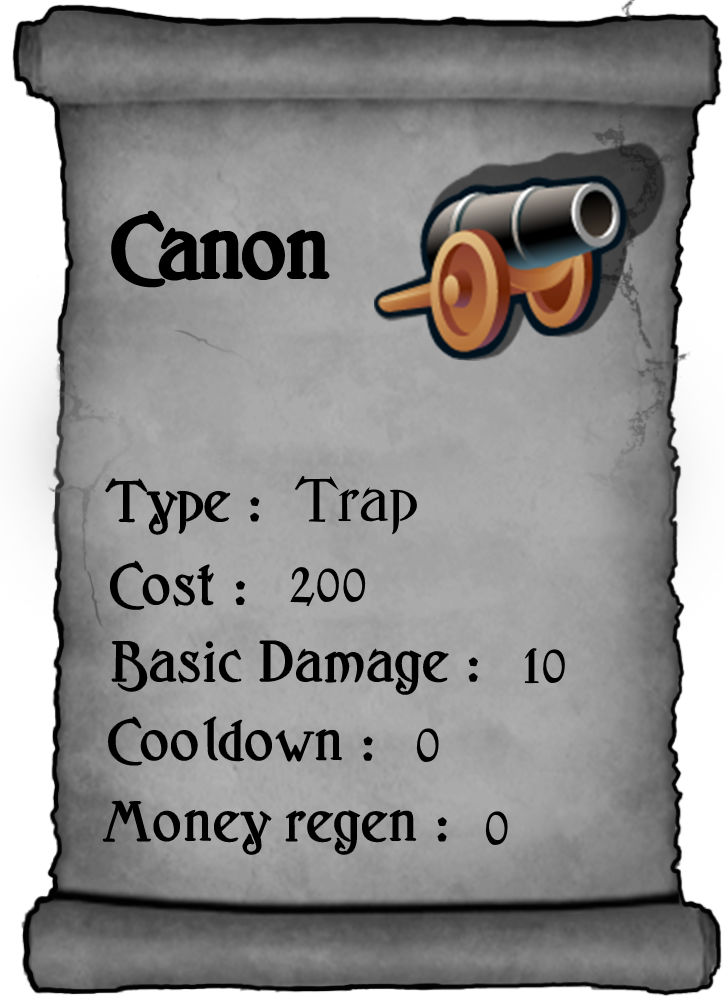 Canon
Type : Trap
Cost : 200
Basic Damage : 10
Cooldown : 0
Money regen : 0